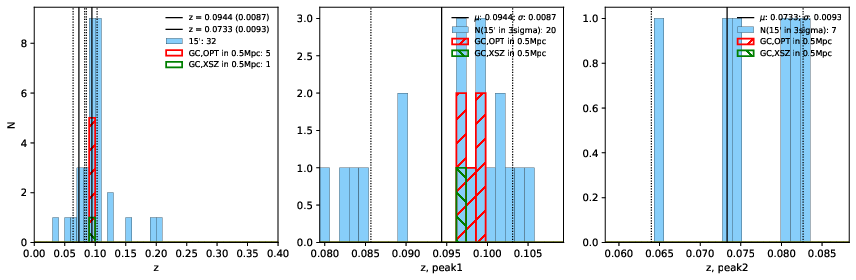 z = 0.0944 (0.0087)
z = 0.0733 (0.0093)
15': 32
GC,OPT in 0.5Mpc: 5
GC,XSZ in 0.5Mpc: 1
N
8
6
4
2
0
0.00 0.05 0.10 0.15 0.20 0.25 0.30 0.35 0.40
z
μ: 0.0944; σ: 0.0087
N(15' in 3sigma): 20
GC,OPT in 0.5Mpc
GC,XSZ in 0.5Mpc
3.0
2.5
2.0
1.5
1.0
0.5
0.0
0.080 0.085 0.090 0.095 0.100 0.105
z, peak1
μ: 0.0733; σ: 0.0093
N(15' in 3sigma): 7
GC,OPT in 0.5Mpc
GC,XSZ in 0.5Mpc
1.0
0.8
0.6
0.4
0.2
0.0
0.060 0.065 0.070 0.075 0.080 0.085
z, peak2